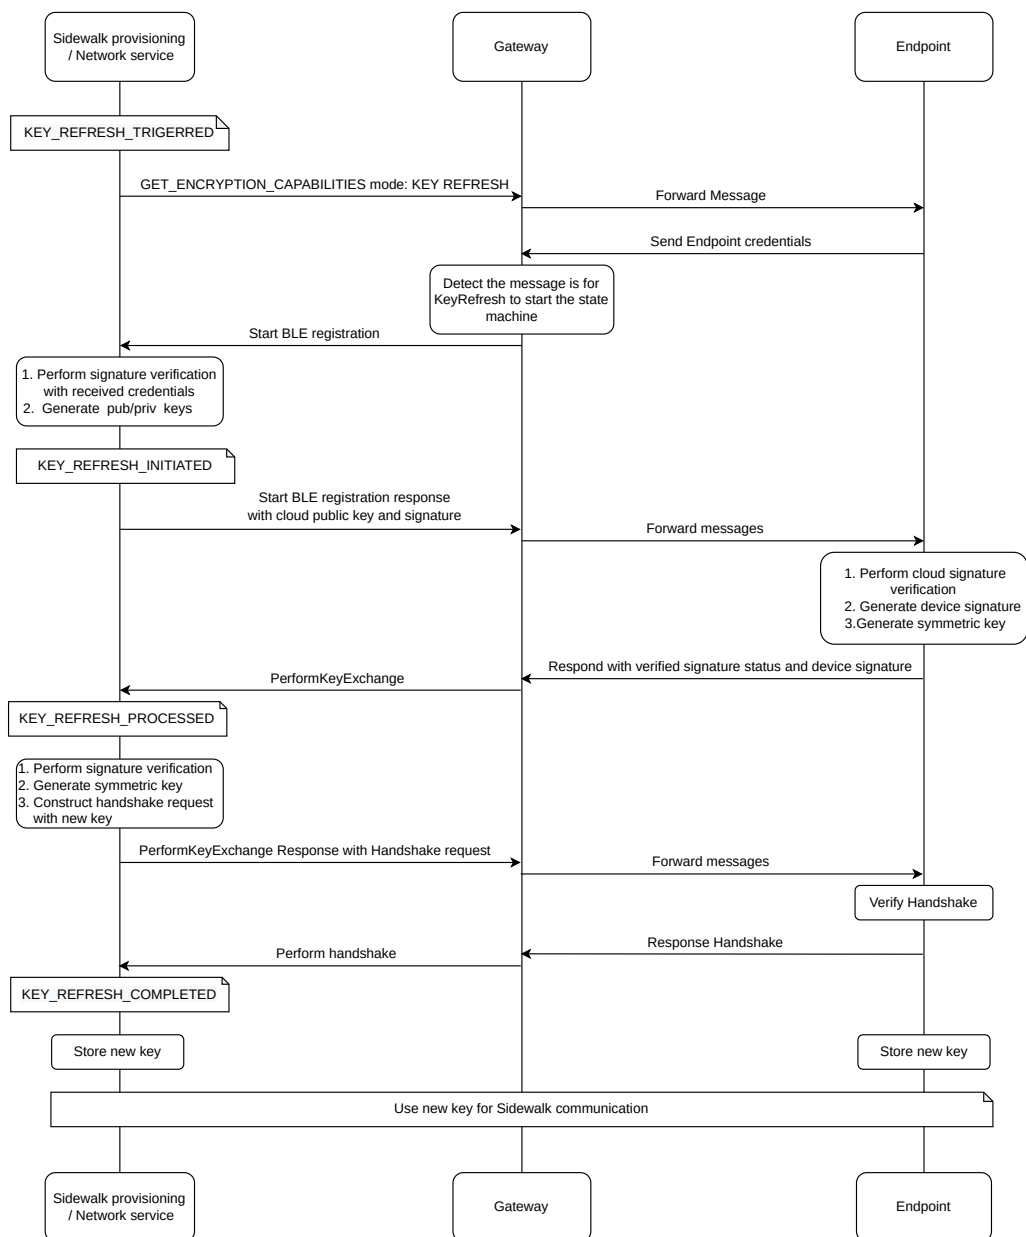 Sidewalk provisioning
/ Network service
Gateway
Endpoint
KEY_REFRESH_TRIGERRED
GET_ENCRYPTION_CAPABILITIES mode: KEY REFRESH
Forward Message
Send Endpoint credentials
Detect the message is for
KeyRefresh to start the state
machine
Start BLE registration
1. Perform signature verification
with received credentials
2. Generate pub/priv keys
KEY_REFRESH_INITIATED
Start BLE registration response
with cloud public key and signature
Forward messages
1. Perform cloud signature
verification
2. Generate device signature
3.Generate symmetric key
Respond with verified signature status and device signature
PerformKeyExchange
KEY_REFRESH_PROCESSED
1. Perform signature verification
2. Generate symmetric key
3. Construct handshake request
with new key
PerformKeyExchange Response with Handshake request
Forward messages
Verify Handshake
Response Handshake
Perform handshake
KEY_REFRESH_COMPLETED
Store new key
Store new key
Use new key for Sidewalk communication
Sidewalk provisioning
/ Network service
Gateway
Endpoint